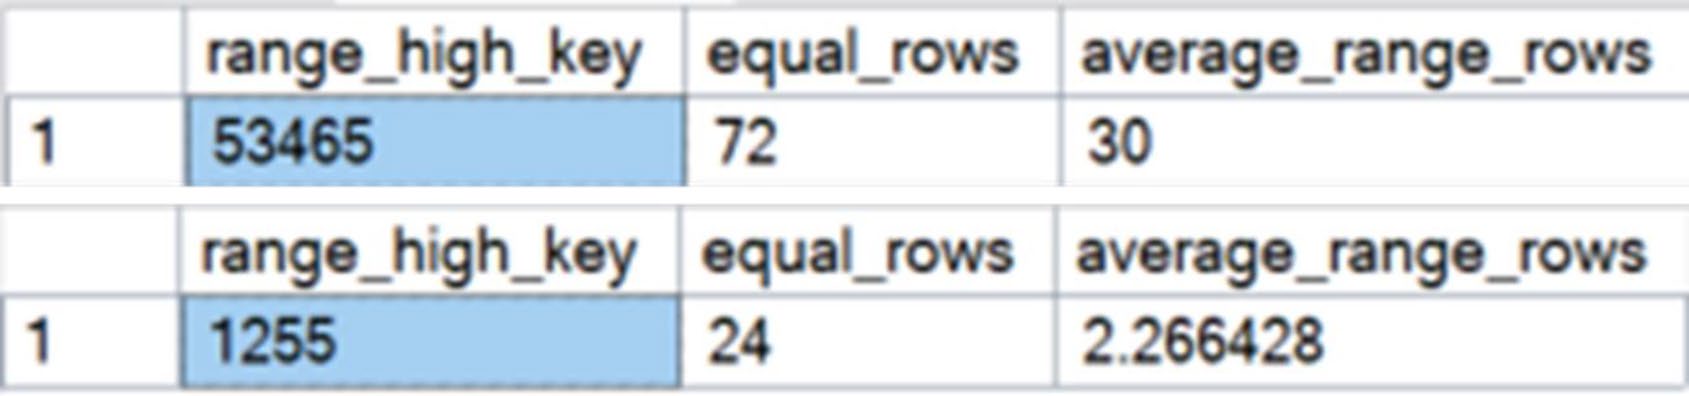 range_high_key equal_rows average_range_rows
1 53465 72 30
range_high_key equal_rows average_range_rows
1 1255 24 2.266428